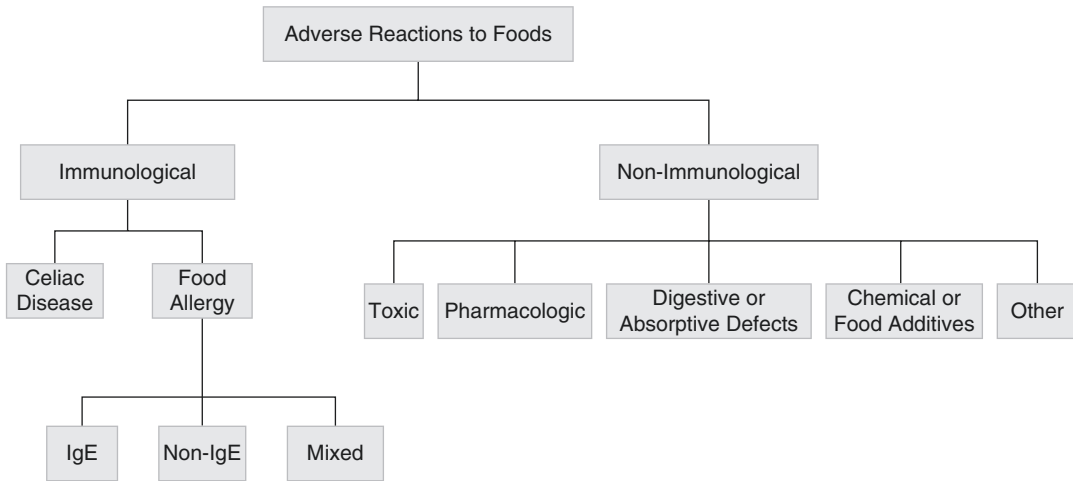 Adverse Reactions to Foods
Immunological
Non-Immunological
Celiac
Disease
Food
Allergy
Toxic
Pharmacologic
Digestive or
Absorptive Defects
Chemical or
Food Additives
Other
IgE
Non-IgE
Mixed